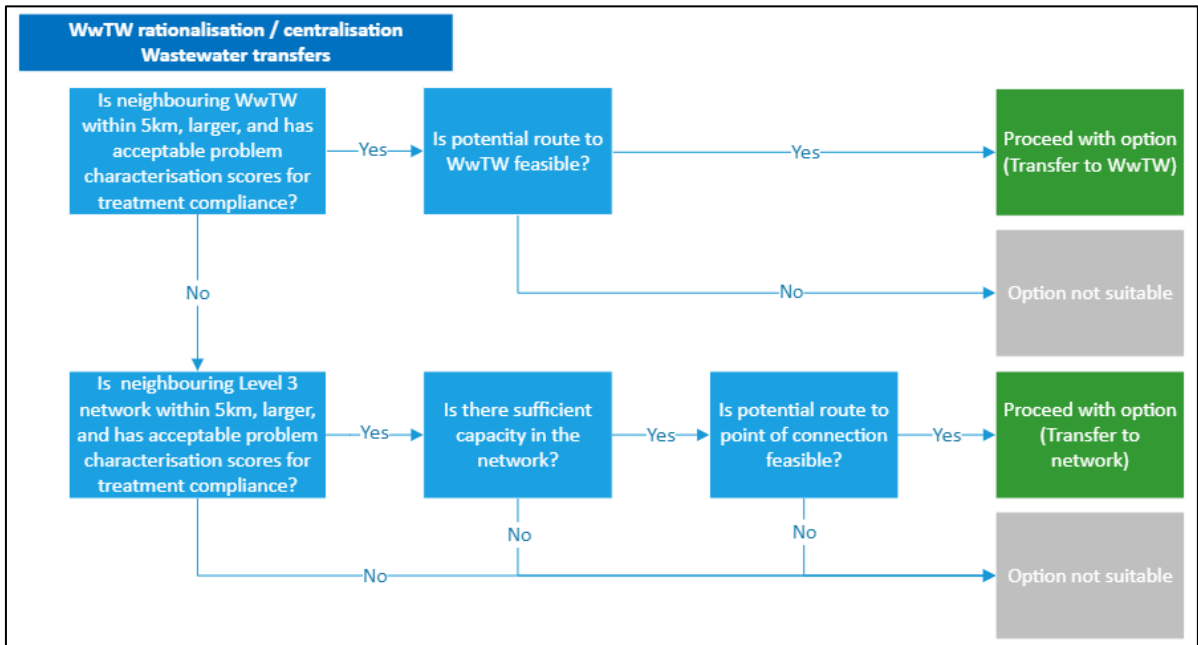 WwTW rationalisation / centralisation
Wastewater transfers
Is neighbouring WwTW
within 5km, larger, and has
acceptable problem
characterisation scores for
treatment compliance?
Yes
Is potential route to
WwTW feasible?
Yes
Proceed with option
(Transfer to WwTW)
No
No
Option not suitable
Is neighbouring Level 3
network within 5km, larger,
and has acceptable problem
characterisation scores for
treatment compliance?
Yes
Is there sufficient
capacity in the
network?
Yes
Is potential route to
point of connection
feasible?
Yes
Proceed with option
(Transfer to
network)
No
No
No
Option not suitable